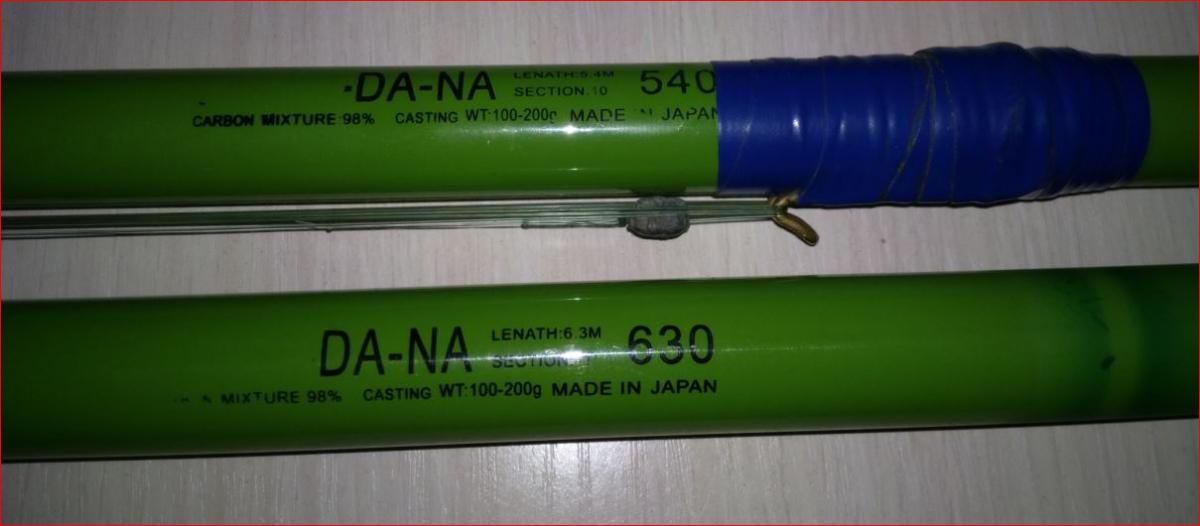 DA-NA LENATH:5.4M 540
SECTION.10
CARBON MIXTURE 98% CASTING WT:100-200g MADE IN JAPAN
DA-NA LENATH:6.3M 630
SECTION
MIXTURE 98% CASTING WT:100-200g MADE IN JAPAN